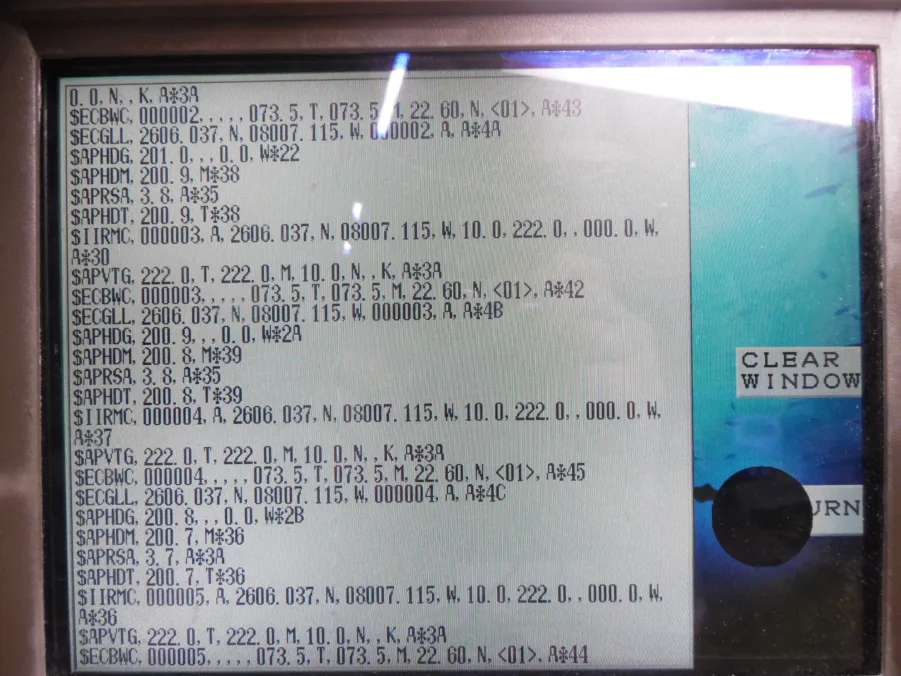 0.0, N, , K, A*3A
$ECBWC, 000002, , , , , 073.5, T, 073.5, M, 22.60, N, <01>, A*43
$ECGLL, 2606.037, N, 08007.115, W, 000002, A, A*4A
$APHDG, 201.0, , , 0.0, W*22
$APHDM, 200.9, M*38
$APRSA, 3.8, A*35
$APHDT, 200.9, T*38
$IIRMC, 000003, A, 2606.037, N, 08007.115, W, 10.0, 222.0, , 000.0, W,
A*30
$APVTG, 222.0, T, 222.0, M, 10.0, N, , K, A*3A
$ECBWC, 000003, , , , , 073.5, T, 073.5, M, 22.60, N, <01>, A*42
$ECGLL, 2606.037, N, 08007.115, W, 000003, A, A*4B
$APHDG, 200.9, , , 0.0, W*2A
$APHDM, 200.8, M*39
$APRSA, 3.8, A*35
$APHDT, 200.8, T*39
$IIRMC, 000004, A, 2606.037, N, 08007.115, W, 10.0, 222.0, , 000.0, W,
A*37
$APVTG, 222.0, T, 222.0, M, 10.0, N, , K, A*3A
$ECBWC, 000004, , , , , 073.5, T, 073.5, M, 22.60, N, <01>, A*45
$ECGLL, 2606.037, N, 08007.115, W, 000004, A, A*4C
$APHDG, 200.8, , , 0.0, W*2B
$APHDM, 200.7, M*36
$APRSA, 3.7, A*3A
$APHDT, 200.7, T*36
$IIRMC, 000005, A, 2606.037, N, 08007.115, W, 10.0, 222.0, , 000.0, W,
A*36
$APVTG, 222.0, T, 222.0, M, 10.0, N, , K, A*3A
$ECBWC, 000005, , , , , 073.5, T, 073.5, M, 22.60, N, <01>, A*44
CLEAR
WINDOW